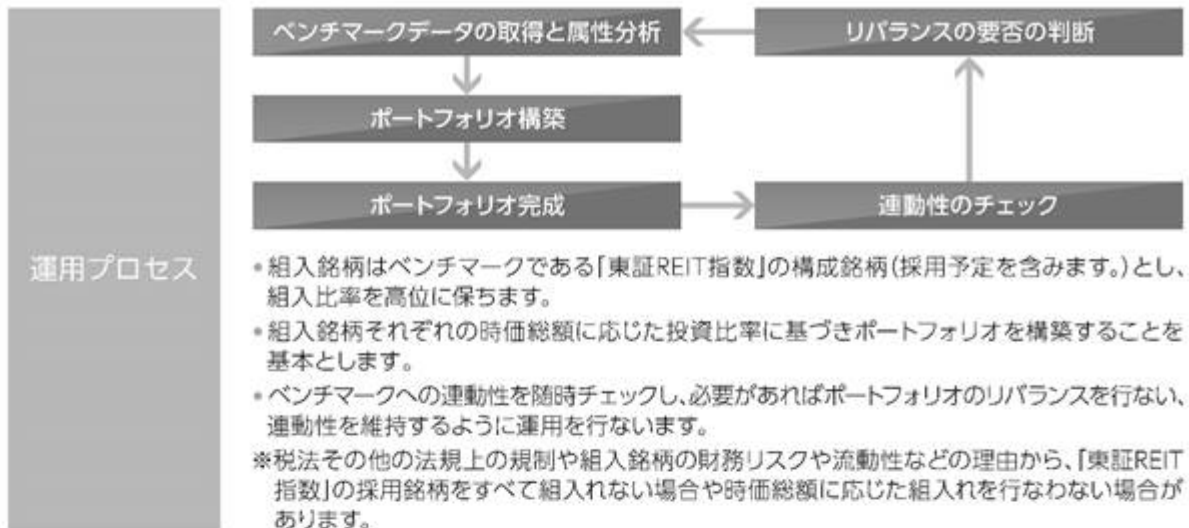 運用プロセス
ベンチマークデータの取得と属性分析
リバランスの要否の判断
ポートフォリオ構築
ポートフォリオ完成
連動性のチェック
•組入銘柄はベンチマークである「東証REIT指数」の構成銘柄(採用予定を含みます。)とし、
組入比率を高位に保ちます。
•組入銘柄それぞれの時価総額に応じた投資比率に基づきポートフォリオを構築することを
基本とします。
•ベンチマークへの連動性を随時チェックし、必要があればポートフォリオのリバランスを行ない、
連動性を維持するように運用を行ないます。
※税法その他の法規上の規制や組入銘柄の財務リスクや流動性などの理由から、「東証REIT
指数」の採用銘柄をすべて組入れない場合や時価総額に応じた組入れを行なわない場合が
あります。